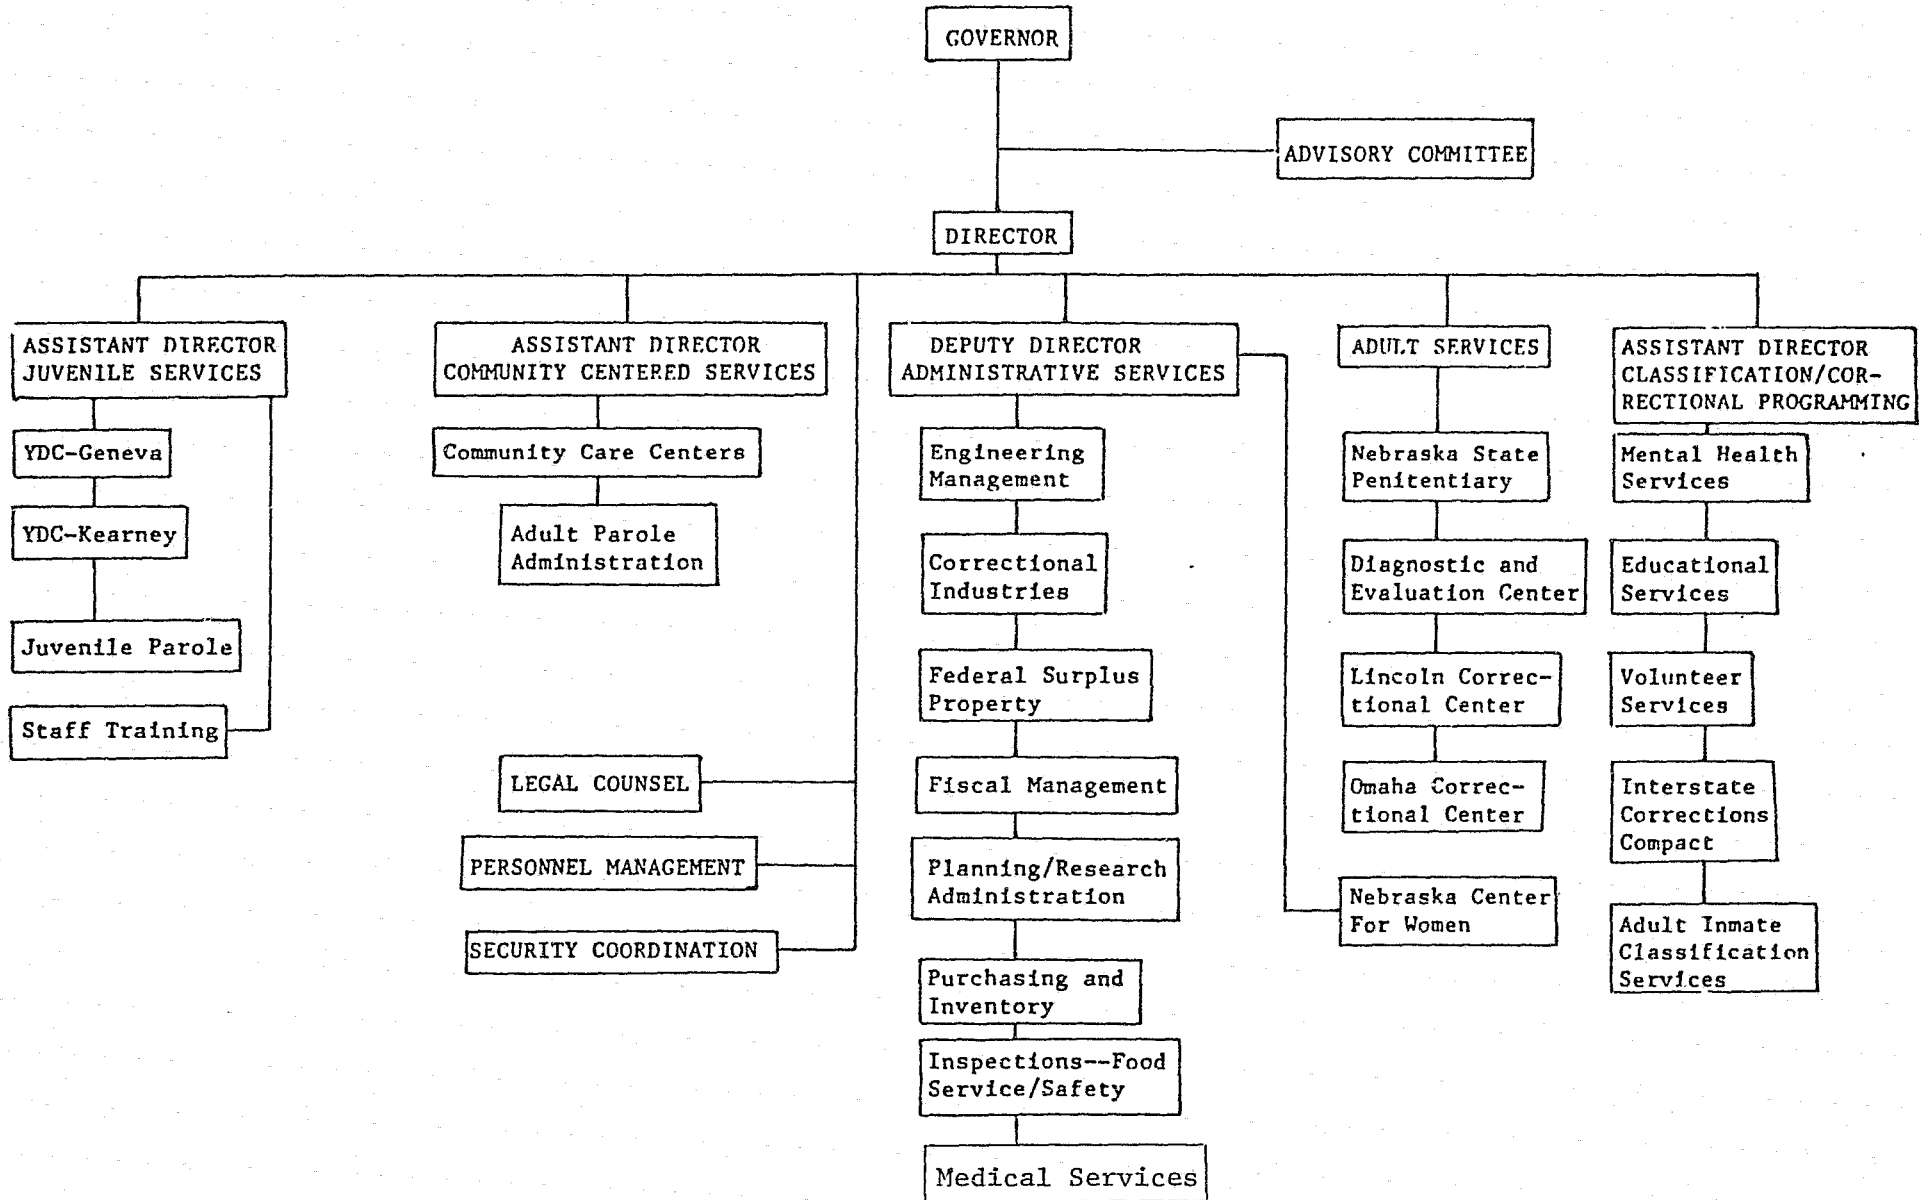 GOVERNOR
ADVISORY COMMITTEE
DIRECTOR
ASSISTANT DIRECTOR
JUVENILE SERVICES
YDC-Geneva
YDC-Kearney
Juvenile Parole
Staff Training
ASSISTANT DIRECTOR
COMMUNITY CENTERED SERVICES
Community Care Centers
Adult Parole
Administration
LEGAL COUNSEL
PERSONNEL MANAGEMENT
SECURITY COORDINATION
DEPUTY DIRECTOR
ADMINISTRATIVE SERVICES
Engineering
Management
Correctional
Industries
Federal Surplus
Property
Fiscal Management
Planning/Research
Administration
Purchasing and
Inventory
Inspections--Food
Service/Safety
Medical Services
ADULT SERVICES
Nebraska State
Penitentiary
Diagnostic and
Evaluation Center
Lincoln Correc-
tional Center
Omaha Correc-
tional Center
Nebraska Center
For Women
ASSISTANT DIRECTOR
CLASSIFICATION/COR-
RECTIONAL PROGRAMMING
Mental Health
Services
Educational
Services
Volunteer
Services
Interstate
Corrections
Compact
Adult Inmate
Classification
Services